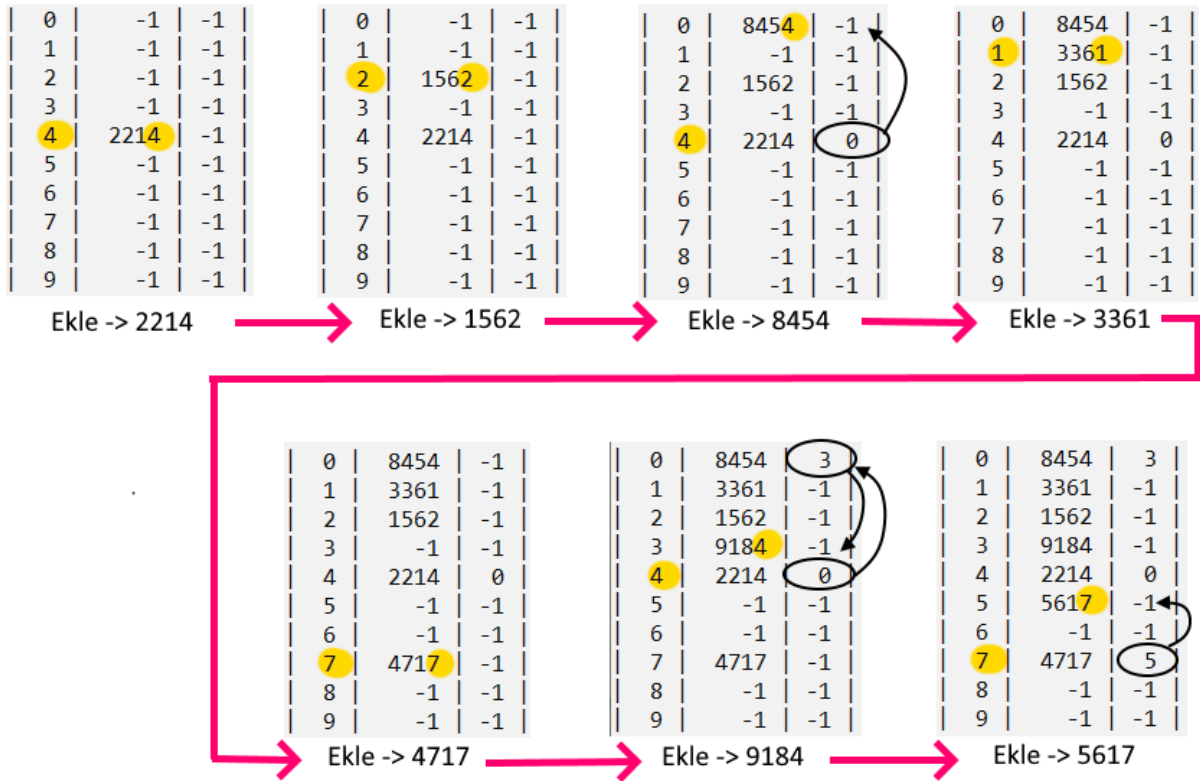 | 0 | -1 | -1 |
| 1 | -1 | -1 |
| 2 | -1 | -1 |
| 3 | -1 | -1 |
| 4 | 2214 | -1 |
| 5 | -1 | -1 |
| 6 | -1 | -1 |
| 7 | -1 | -1 |
| 8 | -1 | -1 |
| 9 | -1 | -1 |
Ekle -> 2214
| 0 | -1 | -1 |
| 1 | -1 | -1 |
| 2 | 1562 | -1 |
| 3 | -1 | -1 |
| 4 | 2214 | -1 |
| 5 | -1 | -1 |
| 6 | -1 | -1 |
| 7 | -1 | -1 |
| 8 | -1 | -1 |
| 9 | -1 | -1 |
Ekle -> 1562
| 0 | 8454 | -1 |
| 1 | -1 | -1 |
| 2 | 1562 | -1 |
| 3 | -1 | -1 |
| 4 | 2214 | 0 |
| 5 | -1 | -1 |
| 6 | -1 | -1 |
| 7 | -1 | -1 |
| 8 | -1 | -1 |
| 9 | -1 | -1 |
Ekle -> 8454
| 0 | 8454 | -1 |
| 1 | 3361 | -1 |
| 2 | 1562 | -1 |
| 3 | -1 | -1 |
| 4 | 2214 | 0 |
| 5 | -1 | -1 |
| 6 | -1 | -1 |
| 7 | -1 | -1 |
| 8 | -1 | -1 |
| 9 | -1 | -1 |
Ekle -> 3361
| 0 | 8454 | -1 |
| 1 | 3361 | -1 |
| 2 | 1562 | -1 |
| 3 | -1 | -1 |
| 4 | 2214 | 0 |
| 5 | -1 | -1 |
| 6 | -1 | -1 |
| 7 | 4717 | -1 |
| 8 | -1 | -1 |
| 9 | -1 | -1 |
Ekle -> 4717
| 0 | 8454 | 3 |
| 1 | 3361 | -1 |
| 2 | 1562 | -1 |
| 3 | 9184 | -1 |
| 4 | 2214 | 0 |
| 5 | -1 | -1 |
| 6 | -1 | -1 |
| 7 | 4717 | -1 |
| 8 | -1 | -1 |
| 9 | -1 | -1 |
Ekle -> 9184
| 0 | 8454 | 3 |
| 1 | 3361 | -1 |
| 2 | 1562 | -1 |
| 3 | 9184 | -1 |
| 4 | 2214 | 0 |
| 5 | 5617 | -1 |
| 6 | -1 | -1 |
| 7 | 4717 | 5 |
| 8 | -1 | -1 |
| 9 | -1 | -1 |
Ekle -> 5617